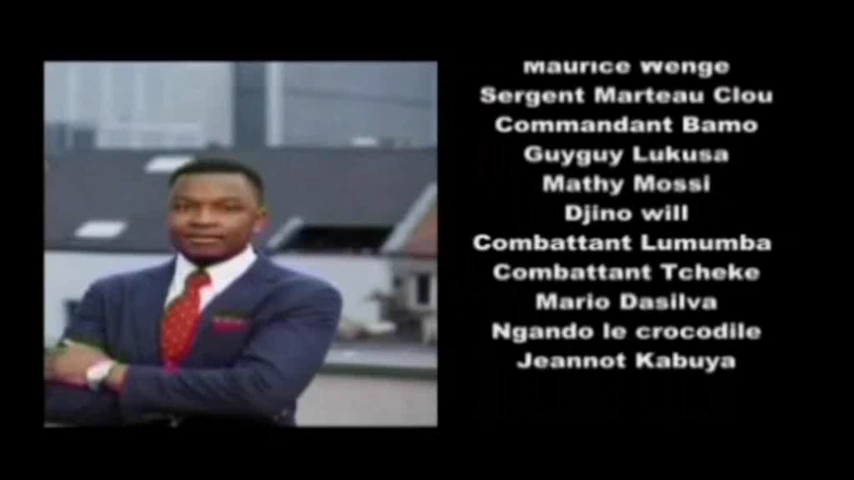 Maurice Wenge
Sergent Marteau Clou
Commandant Bamo
Guyguy Lukusa
Mathy Mossi
Djino will
Combattant Lumumba
Combattant Tcheke
Mario Dasilva
Ngando le crocodile
Jeannot Kabuya